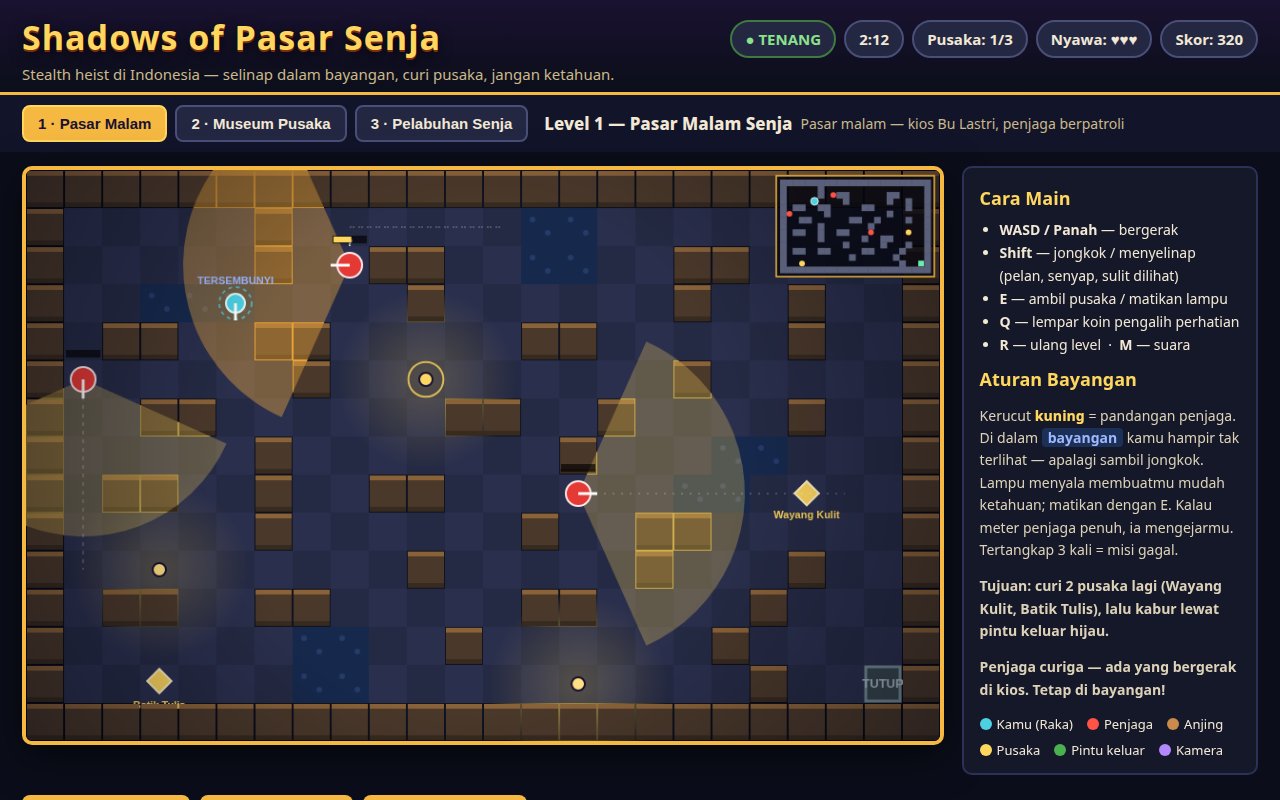 Shadows of Pasar Senja
Stealth heist di Indonesia — selinap dalam bayangan, curi pusaka, jangan ketahuan.
● TENANG
2:12
Pusaka: 1/3
Nyawa: ♥♥♥
Skor: 320
1 · Pasar Malam
2 · Museum Pusaka
3 · Pelabuhan Senja
Level 1 — Pasar Malam Senja
Pasar malam — kios Bu Lastri, penjaga berpatroli
TERSEMBUNYI
Wayang Kulit
Batik Tulis
TUTUP
Cara Main
• WASD / Panah — bergerak
• Shift — jongkok / menyelinap
(pelan, senyap, sulit dilihat)
• E — ambil pusaka / matikan lampu
• Q — lempar koin pengalih perhatian
• R — ulang level · M — suara
Aturan Bayangan
Kerucut kuning = pandangan penjaga.
Di dalam bayangan kamu hampir tak
terlihat — apalagi sambil jongkok.
Lampu menyala membuatmu mudah
ketahuan; matikan dengan E. Kalau
meter penjaga penuh, ia mengejarmu.
Tertangkap 3 kali = misi gagal.
Tujuan: curi 2 pusaka lagi (Wayang
Kulit, Batik Tulis), lalu kabur lewat
pintu keluar hijau.
Penjaga curiga — ada yang bergerak
di kios. Tetap di bayangan!
Kamu (Raka) Penjaga Anjing
Pusaka Pintu keluar Kamera